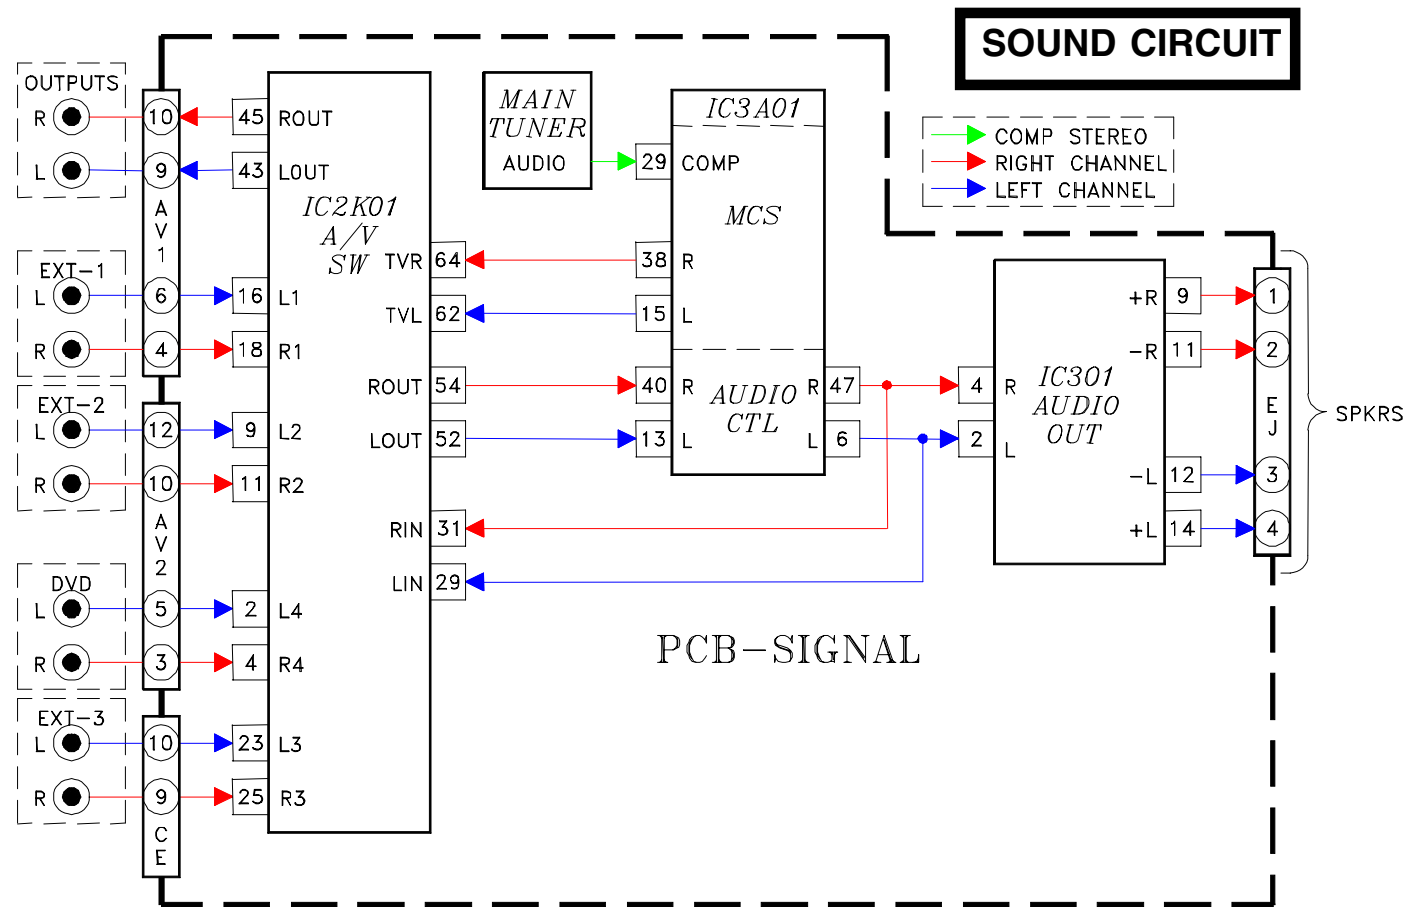 SOUND CIRCUIT
COMP STEREO
RIGHT CHANNEL
LEFT CHANNEL
OUTPUTS
R 10 45 ROUT
L 9 43 LOUT
AV1
EXT-1
L 6 16 L1
R 4 18 R1
EXT-2
L 12 9 L2
R 10 11 R2
AV2
DVD
L 5 2 L4
R 3 4 R4
EXT-3
L 10 23 L3
R 9 25 R3
CE
IC2K01
A/V
SW
TVR 64
TVL 62
ROUT 54
LOUT 52
RIN 31
LIN 29
MAIN
TUNER
AUDIO
IC3A01
29 COMP
MCS
38 R
15 L
40 R
13 L
AUDIO
CTL
R 47
L 6
4 R
2 L
IC301
AUDIO
OUT
+R 9 1
-R 11 2
EJ
-L 12 3
+L 14 4
SPKRS
PCB-SIGNAL